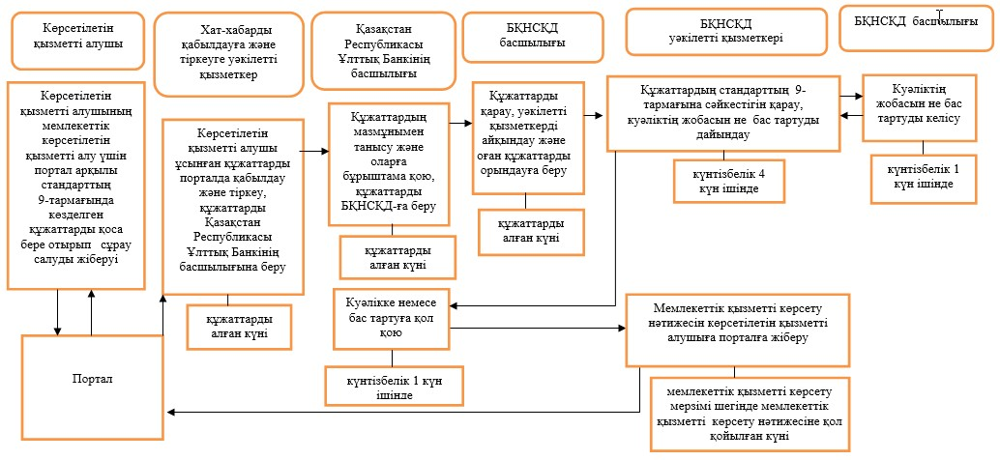 Көрсетілетін
қызметті алушы
Хат-хабарды
қабылдауға және
тіркеуге уәкілетті
қызметкер
Қазақстан
Республикасы
Ұлттық Банкінің
басшылығы
БҚНСҚД
басшылығы
БҚНСҚД
уәкілетті қызметкері
БҚНСҚД басшылығы
Көрсетілетін
қызметті алушының
мемлекеттік
көрсетілетін
қызметті алу үшін
портал арқылы
стандарттың
9-тармағында
көзделген
құжаттарды қоса
бере отырып сұрау
салуды жіберуі
Көрсетілетін
қызметті алушы
ұсынған құжаттарды
порталда қабылдау
және тіркеу,
құжаттарды
Қазақстан
Республикасы
Ұлттық Банкінің
басшылығына беру
құжаттарды
алған күні
Құжаттардың
мазмұнымен
танысу және
оларға
бұрыштама қою,
құжаттарды
БҚНСҚД-ға беру
құжаттарды
алған күні
Құжаттарды
қарау, уәкілетті
қызметкерді
айқындау және
оған құжаттарды
орындауға беру
құжаттарды
алған күні
Құжаттардың стандарттың 9-
тармағына сәйкестігін қарау,
куәліктің жобасын не бас тартуды
дайындау
күнтізбелік 4
күн ішінде
Куәліктің
жобасын не бас
тартуды келісу
күнтізбелік 1
күн ішінде
Куәлікке немесе
бас тартуға қол
қою
күнтізбелік 1 күн
ішінде
Мемлекеттік қызметті көрсету
нәтижесін көрсетілетін қызметті
алушыға порталға жіберу
мемлекеттік қызметті көрсету
мерзімі шегінде мемлекеттік
қызметті көрсету нәтижесіне қол
қойылған күні
Портал